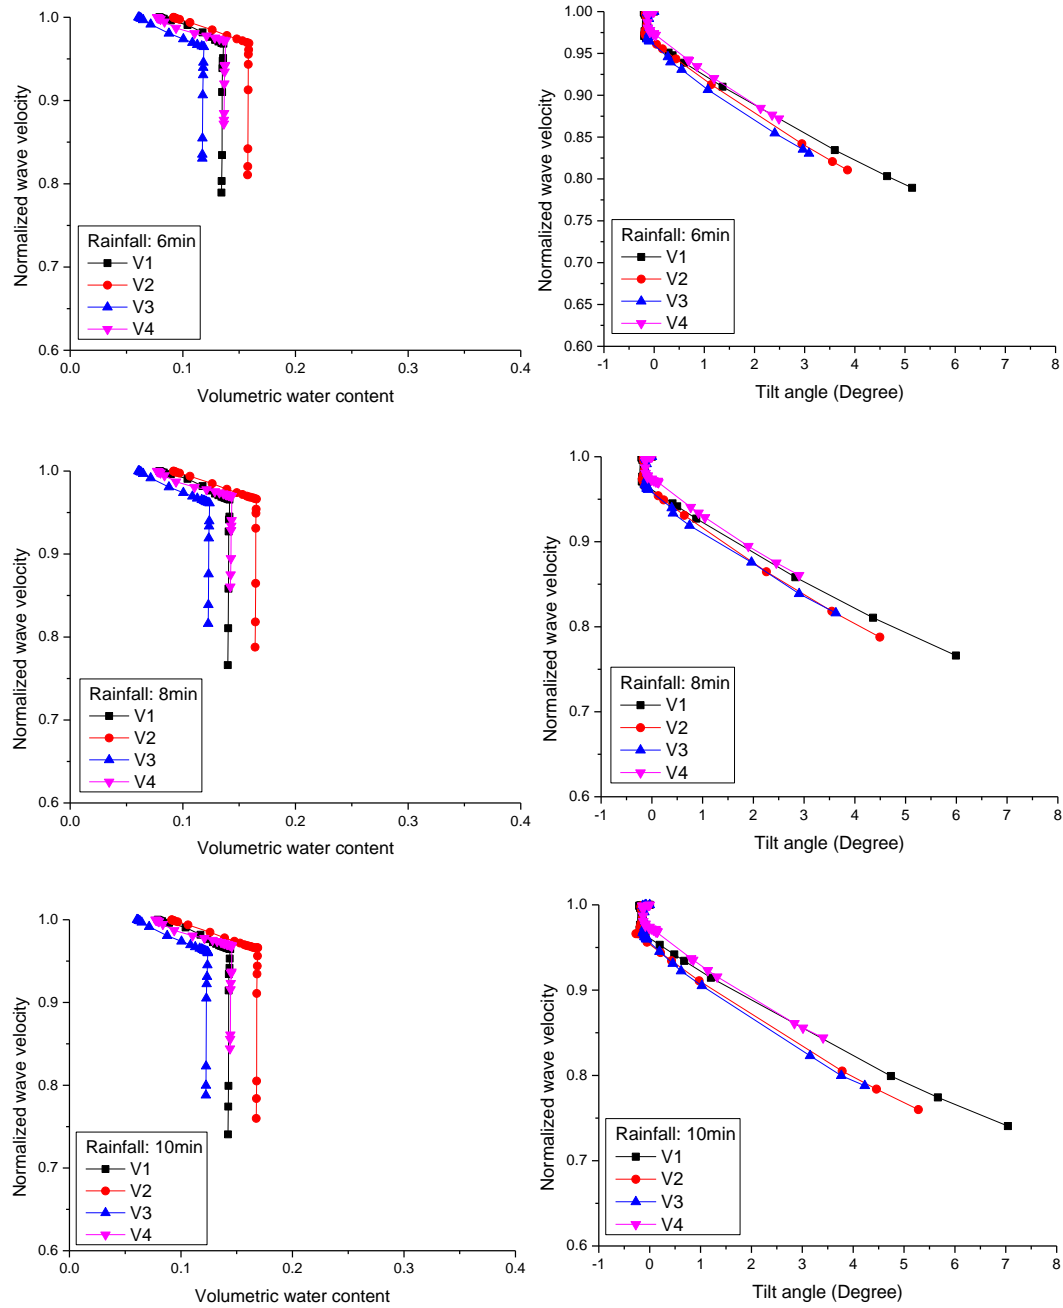 1.0
0.9
0.8
0.7
0.6
0.0
0.1
0.2
0.3
0.4
Normalized wave velocity
Volumetric water content
Rainfall: 6min
V1
V2
V3
V4
1.00
0.95
0.90
0.85
0.80
0.75
0.70
0.65
0.60
-1
0
1
2
3
4
5
6
7
8
Normalized wave velocity
Tilt angle (Degree)
Rainfall: 6min
V1
V2
V3
V4
1.0
0.9
0.8
0.7
0.6
0.0
0.1
0.2
0.3
0.4
Normalized wave velocity
Volumetric water content
Rainfall: 8min
V1
V2
V3
V4
1.0
0.9
0.8
0.7
0.6
-1
0
1
2
3
4
5
6
7
8
Normalized wave velocity
Tilt angle (Degree)
Rainfall: 8min
V1
V2
V3
V4
1.0
0.9
0.8
0.7
0.6
0.0
0.1
0.2
0.3
0.4
Normalized wave velocity
Volumetric water content
Rainfall: 10min
V1
V2
V3
V4
1.0
0.9
0.8
0.7
0.6
-1
0
1
2
3
4
5
6
7
8
Normalized wave velocity
Tilt angle (Degree)
Rainfall: 10min
V1
V2
V3
V4